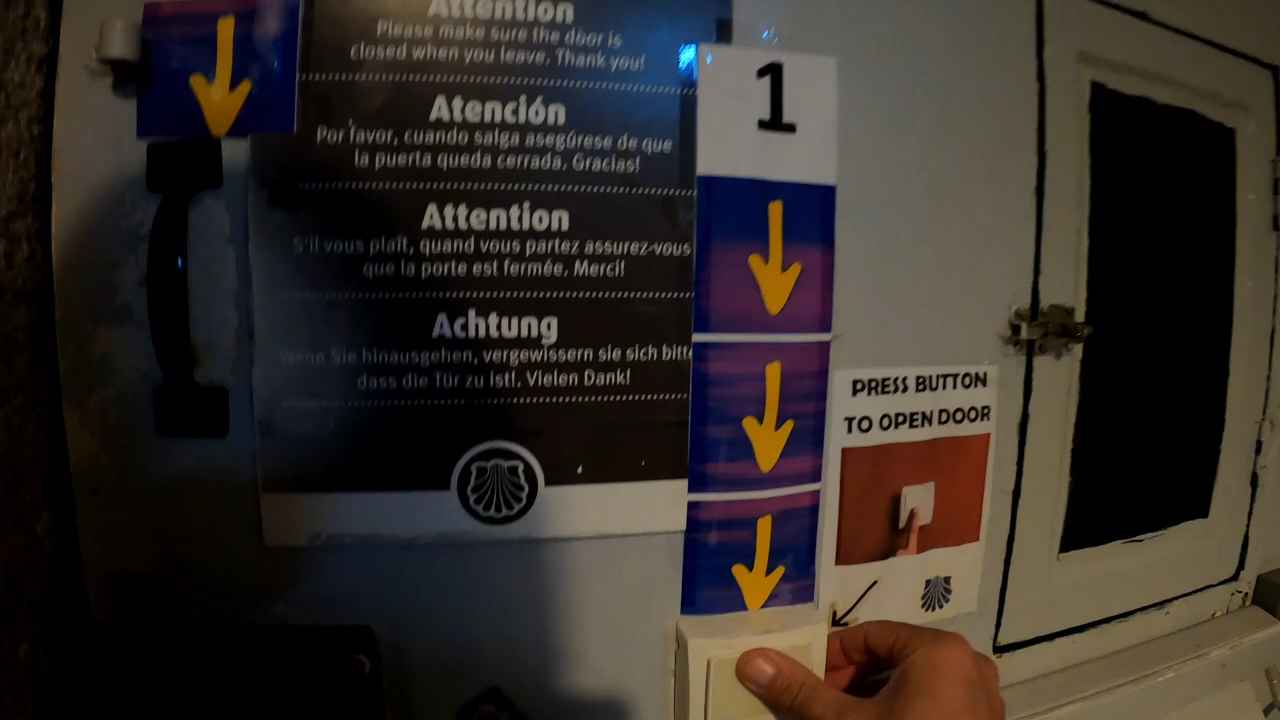 Attention
Please make sure the door is
closed when you leave. Thank you!
Atención
Por favor, cuando salga asegúrese de que
la puerta queda cerrada. Gracias!
Attention
S'il vous plaît, quand vous partez assurez-vous
que la porte est fermée. Merci!
Achtung
Wenn Sie hinausgehen, vergewissern sie sich bitte
dass die Tür zu ist!. Vielen Dank!
1
PRESS BUTTON
TO OPEN DOOR